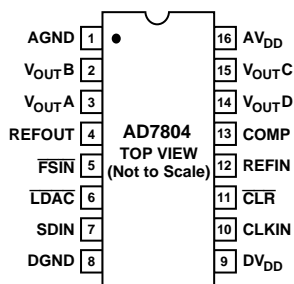 AGND 1 16 AVDD
VOUTB 2 15 VOUTC
VOUTA 3 14 VOUTD
REFOUT 4 AD7804 13 COMP
TOP VIEW
FSIN 5 (Not to Scale) 12 REFIN
LDAC 6 11 CLR
SDIN 7 10 CLKIN
DGND 8 9 DVDD